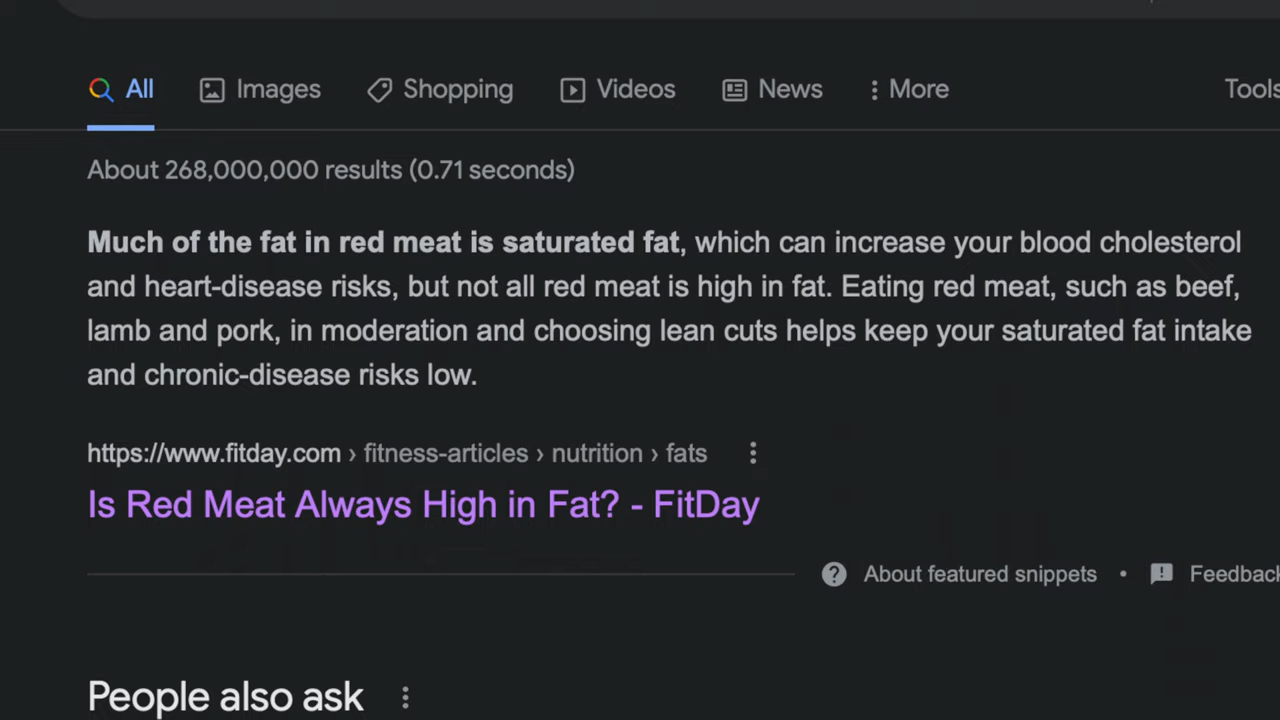 All Images Shopping Videos News More Tools
About 268,000,000 results (0.71 seconds)
Much of the fat in red meat is saturated fat, which can increase your blood cholesterol
and heart-disease risks, but not all red meat is high in fat. Eating red meat, such as beef,
lamb and pork, in moderation and choosing lean cuts helps keep your saturated fat intake
and chronic-disease risks low.
https://www.fitday.com › fitness-articles › nutrition › fats
Is Red Meat Always High in Fat? - FitDay
About featured snippets • Feedback
People also ask